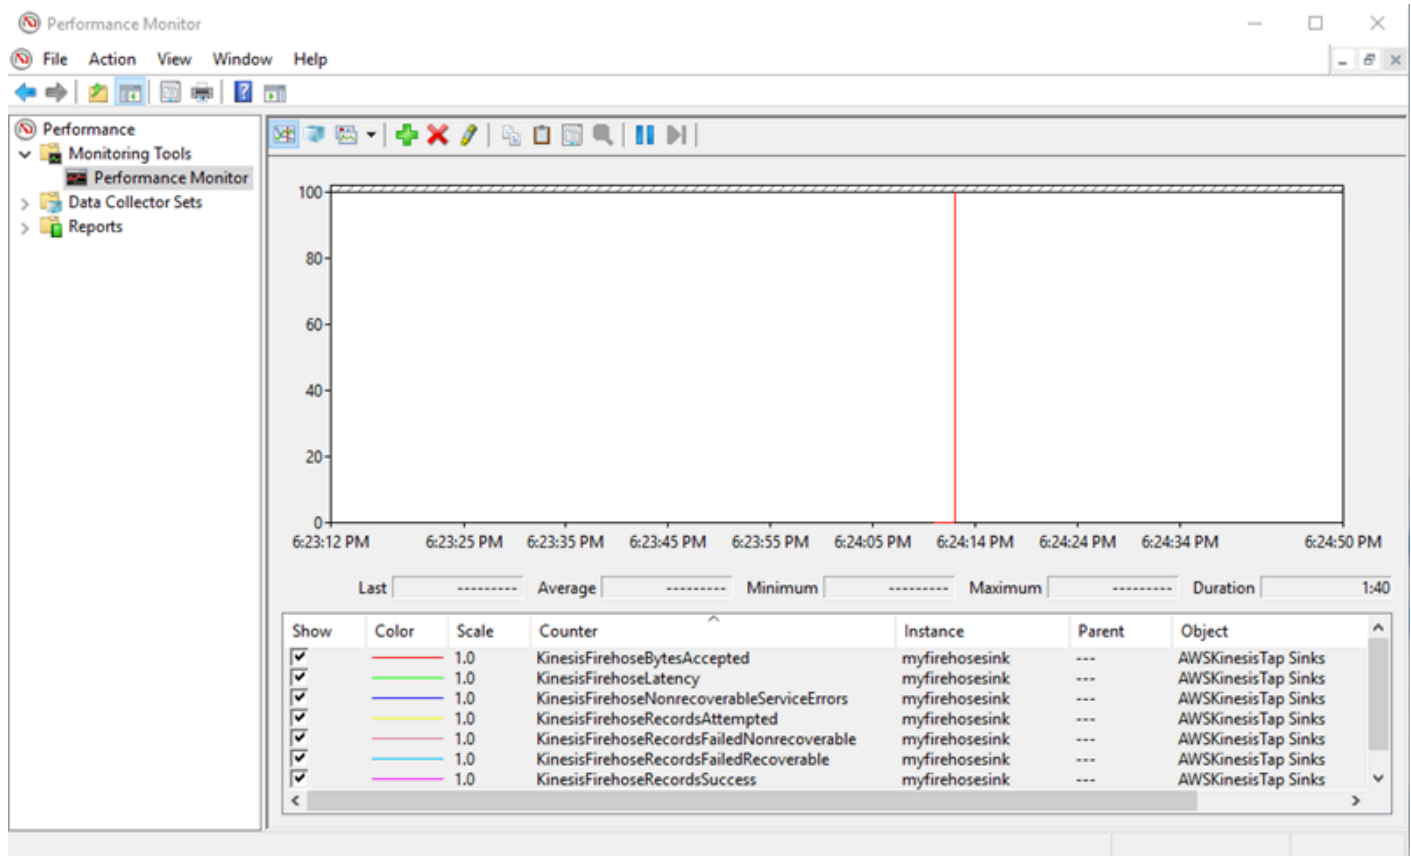 Performance Monitor
File Action View Window Help
Performance
Monitoring Tools
Performance Monitor
Data Collector Sets
Reports
100
80
60
40
20
0
6:23:12 PM 6:23:25 PM 6:23:35 PM 6:23:45 PM 6:23:55 PM 6:24:05 PM 6:24:14 PM 6:24:24 PM 6:24:34 PM 6:24:50 PM
Last --------- Average --------- Minimum --------- Maximum --------- Duration 1:40
Show Color Scale Counter Instance Parent Object
1.0 KinesisFirehoseBytesAccepted myfirehosesink --- AWSKinesisTap Sinks
1.0 KinesisFirehoseLatency myfirehosesink --- AWSKinesisTap Sinks
1.0 KinesisFirehoseNonrecoverableServiceErrors myfirehosesink --- AWSKinesisTap Sinks
1.0 KinesisFirehoseRecordsAttempted myfirehosesink --- AWSKinesisTap Sinks
1.0 KinesisFirehoseRecordsFailedNonrecoverable myfirehosesink --- AWSKinesisTap Sinks
1.0 KinesisFirehoseRecordsFailedRecoverable myfirehosesink --- AWSKinesisTap Sinks
1.0 KinesisFirehoseRecordsSuccess myfirehosesink --- AWSKinesisTap Sinks